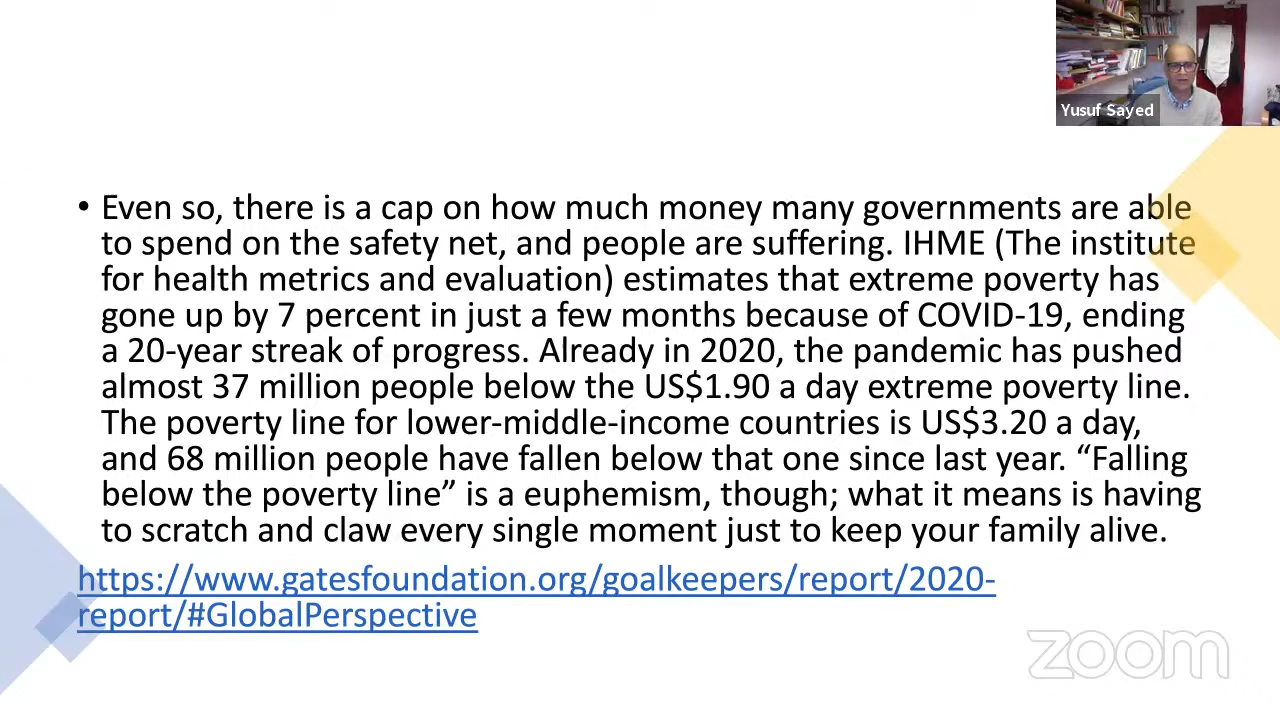 Yusuf Sayed
• Even so, there is a cap on how much money many governments are able
to spend on the safety net, and people are suffering. IHME (The institute
for health metrics and evaluation) estimates that extreme poverty has
gone up by 7 percent in just a few months because of COVID-19, ending
a 20-year streak of progress. Already in 2020, the pandemic has pushed
almost 37 million people below the US$1.90 a day extreme poverty line.
The poverty line for lower-middle-income countries is US$3.20 a day,
and 68 million people have fallen below that one since last year. “Falling
below the poverty line” is a euphemism, though; what it means is having
to scratch and claw every single moment just to keep your family alive.
https://www.gatesfoundation.org/goalkeepers/report/2020-
report/#GlobalPerspective
zoom